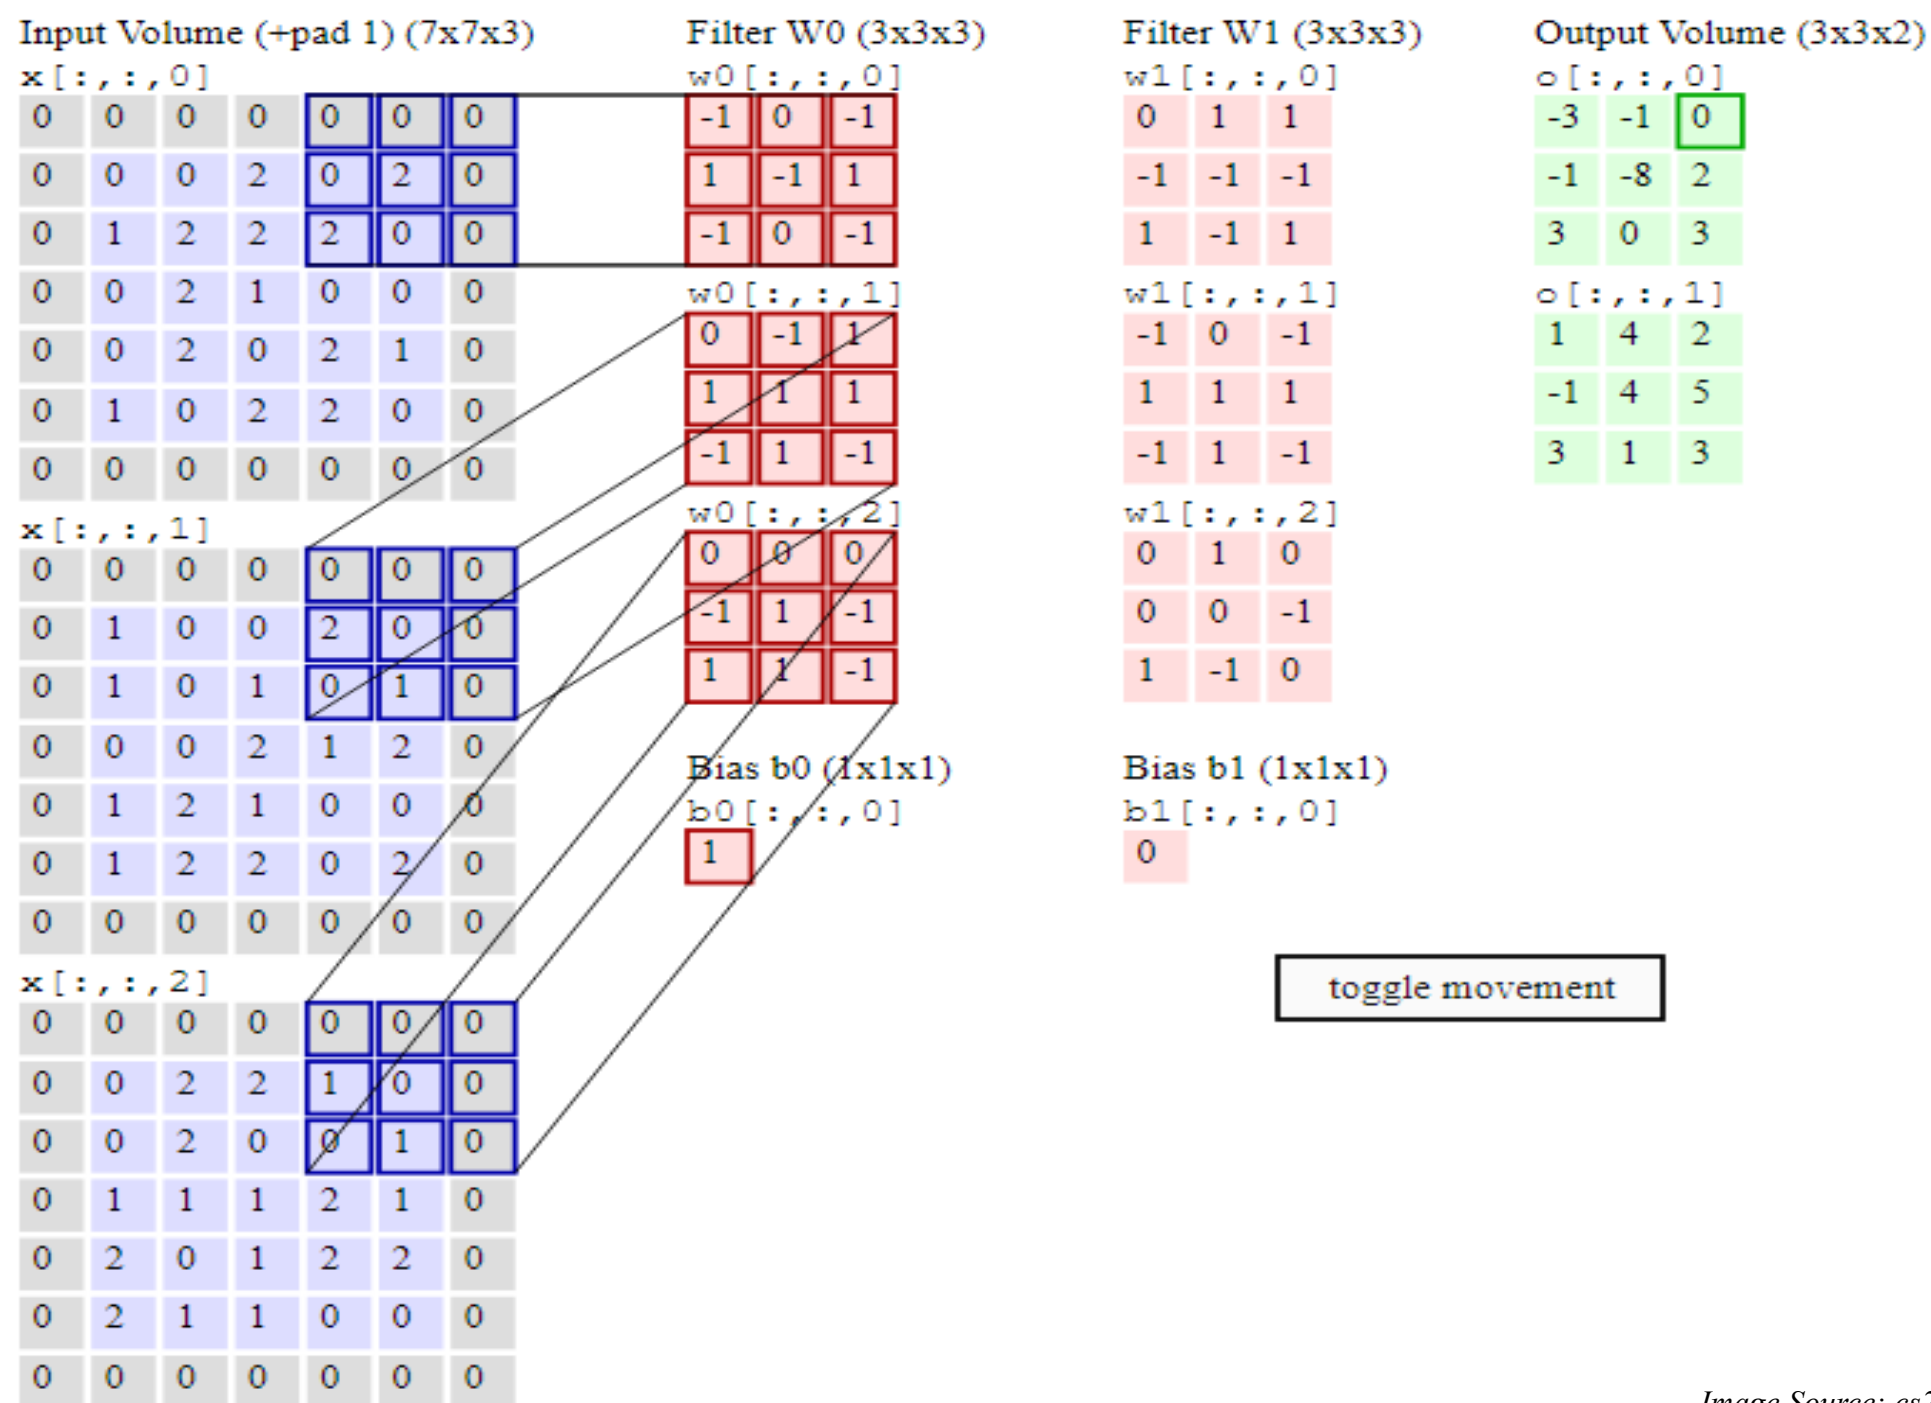 Input Volume (+pad 1) (7x7x3)
x[:,:,0]
0 0 0 0 0 0 0
0 0 0 2 0 2 0
0 1 2 2 2 0 0
0 0 2 1 0 0 0
0 0 2 0 2 1 0
0 1 0 2 2 0 0
0 0 0 0 0 0 0
x[:,:,1]
0 0 0 0 0 0 0
0 1 0 0 2 0 0
0 1 0 1 0 1 0
0 0 0 2 1 2 0
0 1 2 1 0 0 0
0 1 2 2 0 2 0
0 0 0 0 0 0 0
x[:,:,2]
0 0 0 0 0 0 0
0 0 2 2 1 0 0
0 0 2 0 0 1 0
0 1 1 1 2 1 0
0 2 0 1 2 2 0
0 2 1 1 0 0 0
0 0 0 0 0 0 0
Filter W0 (3x3x3)
w0[:,:,0]
-1 0 -1
1 -1 1
-1 0 -1
w0[:,:,1]
0 -1 1
1 1 1
-1 1 -1
w0[:,:,2]
0 0 0
-1 1 -1
1 1 -1
Bias b0 (1x1x1)
b0[:,:,0]
1
Filter W1 (3x3x3)
w1[:,:,0]
0 1 1
-1 -1 -1
1 -1 1
w1[:,:,1]
-1 0 -1
1 1 1
-1 1 -1
w1[:,:,2]
0 1 0
0 0 -1
1 -1 0
Bias b1 (1x1x1)
b1[:,:,0]
0
Output Volume (3x3x2)
o[:,:,0]
-3 -1 0
-1 -8 2
3 0 3
o[:,:,1]
1 4 2
-1 4 5
3 1 3
toggle movement
Image Source: